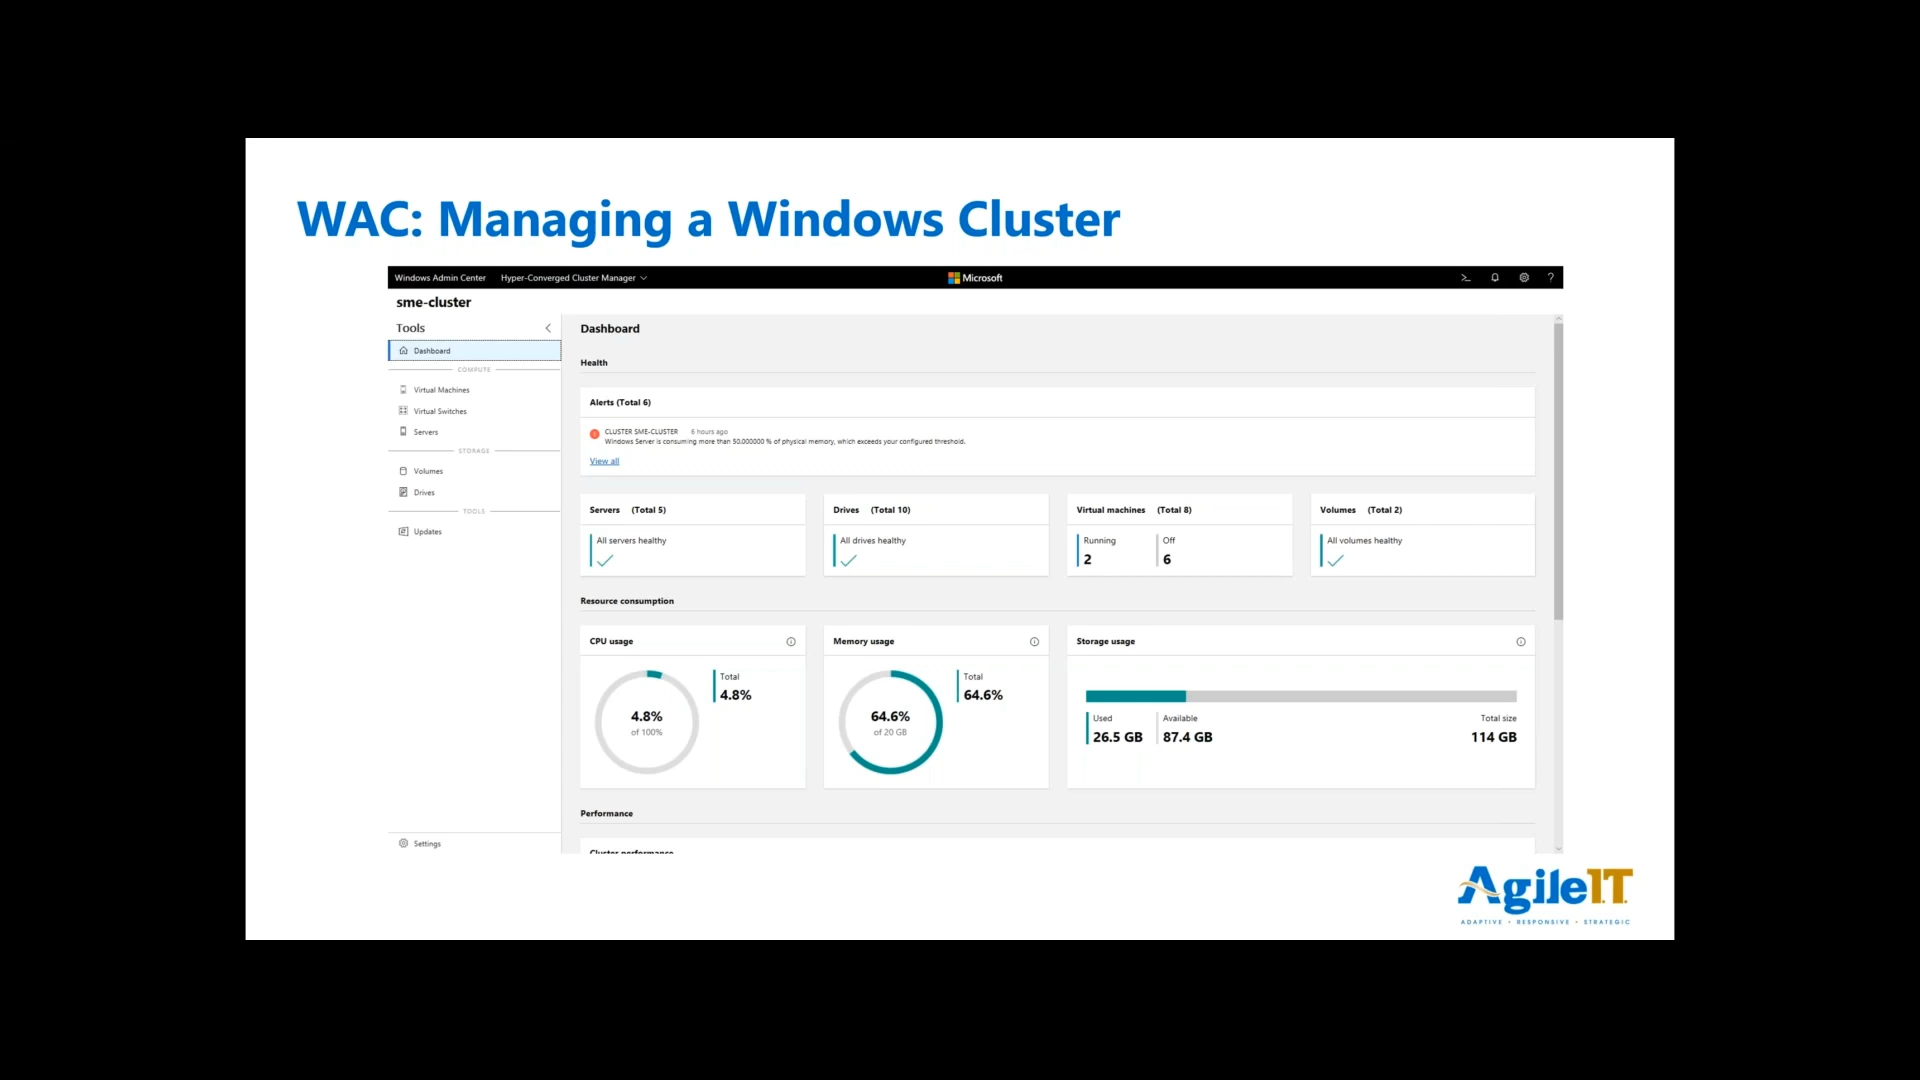 WAC: Managing a Windows Cluster
Windows Admin Center Hyper-Converged Cluster Manager Microsoft >_ ?
sme-cluster
Tools
Dashboard
COMPUTE
Virtual Machines
Virtual Switches
Servers
STORAGE
Volumes
Drives
TOOLS
Updates
Settings
Dashboard
Health
Alerts (Total 6)
CLUSTER SME-CLUSTER 6 hours ago
Windows Server is consuming more than 50.000000 % of physical memory, which exceeds your configured threshold.
View all
Servers (Total 5)
All servers healthy
Drives (Total 10)
All drives healthy
Virtual machines (Total 8)
Running Off
2 6
Volumes (Total 2)
All volumes healthy
Resource consumption
CPU usage
4.8%
of 100%
Total
4.8%
Memory usage
64.6%
of 20 GB
Total
64.6%
Storage usage
Used Available Total size
26.5 GB 87.4 GB 114 GB
Performance
Cluster performance
AgileIT
ADAPTIVE • RESPONSIVE • STRATEGIC